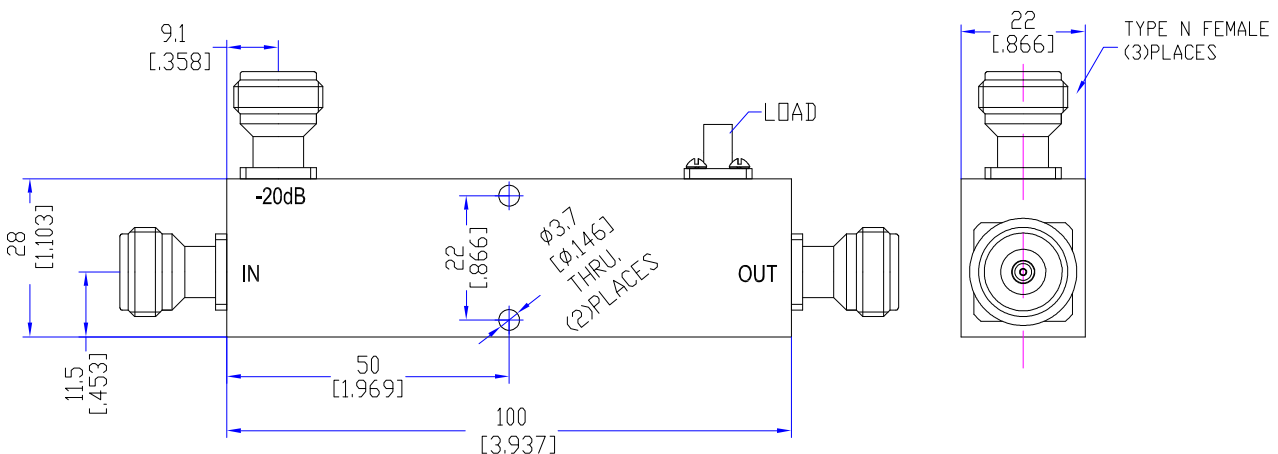 9.1
[.358]
22
[.866]
TYPE N FEMALE
(3)PLACES
LOAD
-20dB
28
[1.103]
IN
22
[.866]
Ø3.7
[Ø.146]
THRU.
(2)PLACES
OUT
11.5
[.453]
50
[1.969]
100
[3.937]